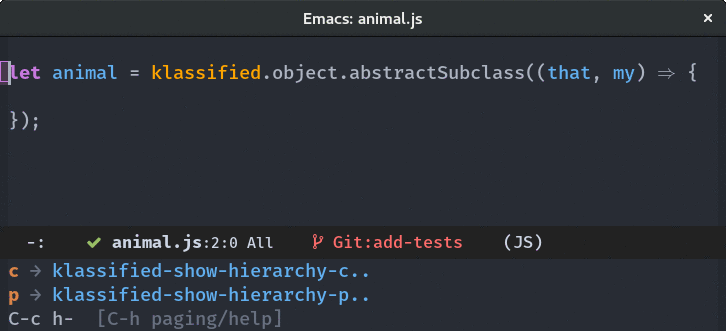 Emacs: animal.js ×
let animal = klassified.object.abstractSubclass((that, my) ⇒ {
});
-: ✔ animal.js:2:0 All Git:add-tests (JS)
c → klassified-show-hierarchy-c..
p → klassified-show-hierarchy-p..
C-c h- [C-h paging/help]